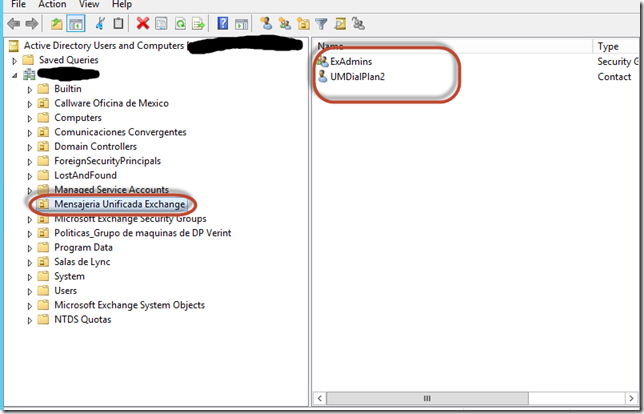 File Action View Help
Active Directory Users and Computers
Name Type
Saved Queries
ExAdmins Security G
UMDialPlan2 Contact
Builtin
Callware Oficina de Mexico
Computers
Comunicaciones Convergentes
Domain Controllers
ForeignSecurityPrincipals
LostAndFound
Managed Service Accounts
Mensajeria Unificada Exchange
Microsoft Exchange Security Groups
Politicas_Grupo de maquinas de DP Verint
Program Data
Salas de Lync
System
Users
Microsoft Exchange System Objects
NTDS Quotas